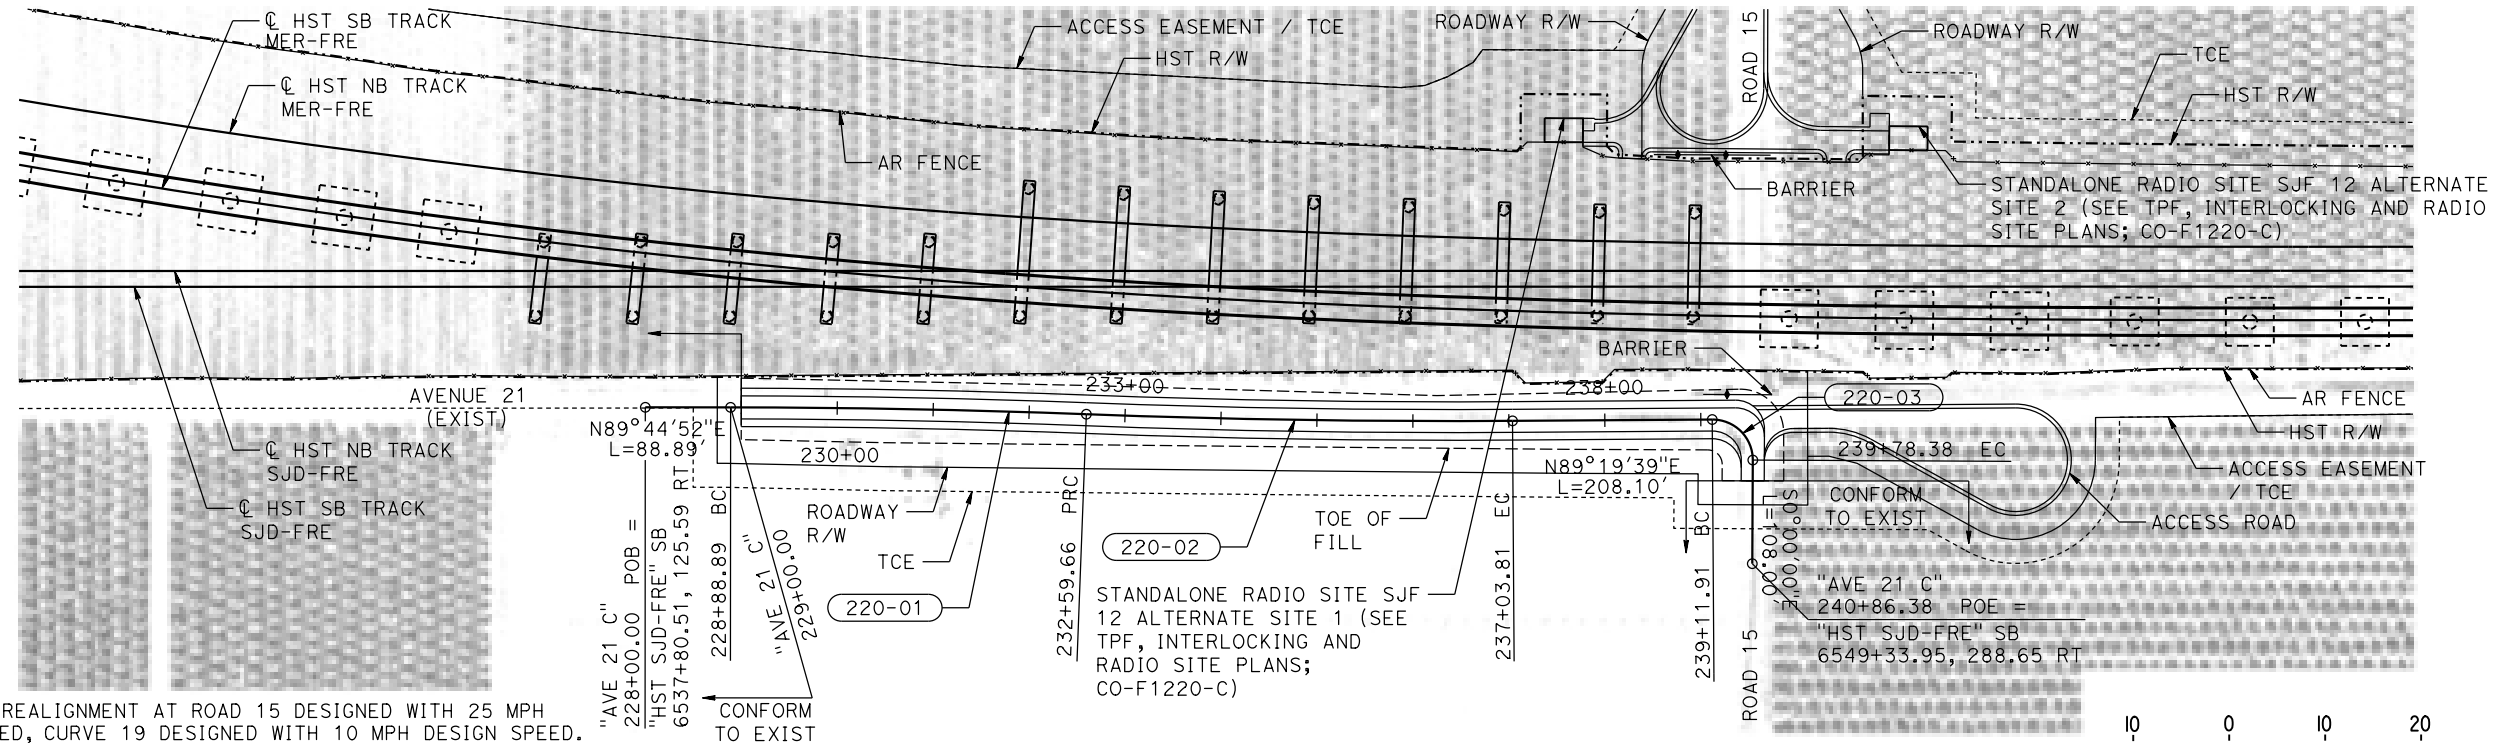 ℄ HST SB TRACK
MER-FRE
℄ HST NB TRACK
MER-FRE
ACCESS EASEMENT / TCE
HST R/W
AR FENCE
ROADWAY R/W
ROAD 15
ROADWAY R/W
TCE
HST R/W
BARRIER
STANDALONE RADIO SITE SJF 12 ALTERNATE
SITE 2 (SEE TPF, INTERLOCKING AND RADIO
SITE PLANS; CO-F1220-C)
BARRIER
AVENUE 21
(EXIST)
233+00
238+00
220-03
AR FENCE
HST R/W
N89°44'52"E
L=88.89'
230+00
239+78.38 EC
℄ HST NB TRACK
SJD-FRE
℄ HST SB TRACK
SJD-FRE
N89°19'39"E
L=208.10'
ACCESS EASEMENT
/ TCE
CONFORM
TO EXIST
ACCESS ROAD
ROADWAY
R/W
TCE
TOE OF
FILL
220-02
220-01
S0°00'00"E
L=108.00'
"AVE 21 C"
228+00.00 POB =
"HST SJD-FRE" SB
6537+80.51, 125.59 RT
228+88.89 BC
"AVE 21 C"
229+00.00
232+59.66 PRC
237+03.81 EC
239+11.91 BC
STANDALONE RADIO SITE SJF
12 ALTERNATE SITE 1 (SEE
TPF, INTERLOCKING AND
RADIO SITE PLANS;
CO-F1220-C)
"AVE 21 C"
240+86.38 POE =
"HST SJD-FRE" SB
6549+33.95, 288.65 RT
ROAD 15
CONFORM
TO EXIST
REALIGNMENT AT ROAD 15 DESIGNED WITH 25 MPH
ED, CURVE 19 DESIGNED WITH 10 MPH DESIGN SPEED.
10 0 10 20